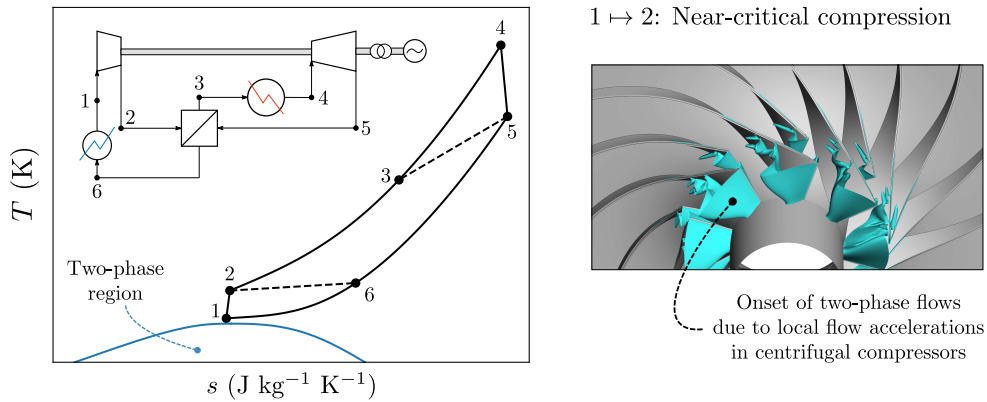 1 ↦ 2: Near-critical compression
4
3
1
2
4
5
6
5
3
T (K)
Two-phase
region
2
6
1
s (J kg⁻¹ K⁻¹)
Onset of two-phase flows
due to local flow accelerations
in centrifugal compressors